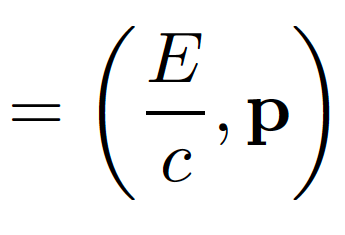 = (E/c, p)